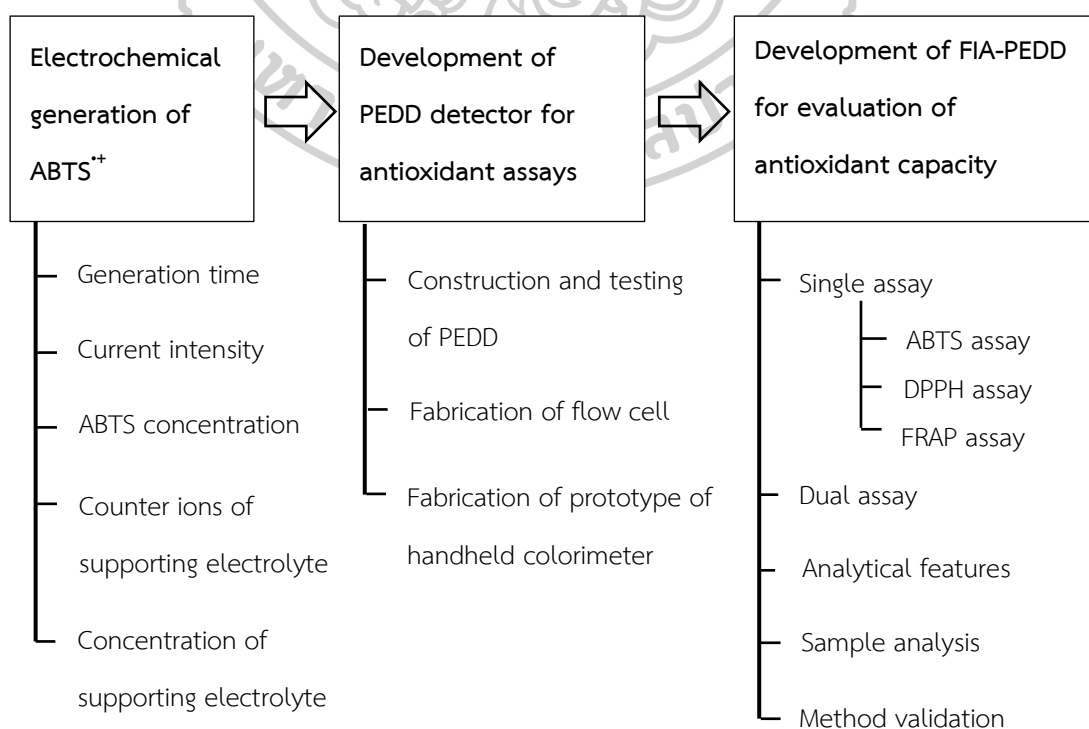 Electrochemical
generation of
ABTS•+
Generation time
Current intensity
ABTS concentration
Counter ions of
supporting electrolyte
Concentration of
supporting electrolyte
Development of
PEDD detector for
antioxidant assays
Construction and testing
of PEDD
Fabrication of flow cell
Fabrication of prototype of
handheld colorimeter
Development of FIA-PEDD
for evaluation of
antioxidant capacity
Single assay
ABTS assay
DPPH assay
FRAP assay
Dual assay
Analytical features
Sample analysis
Method validation